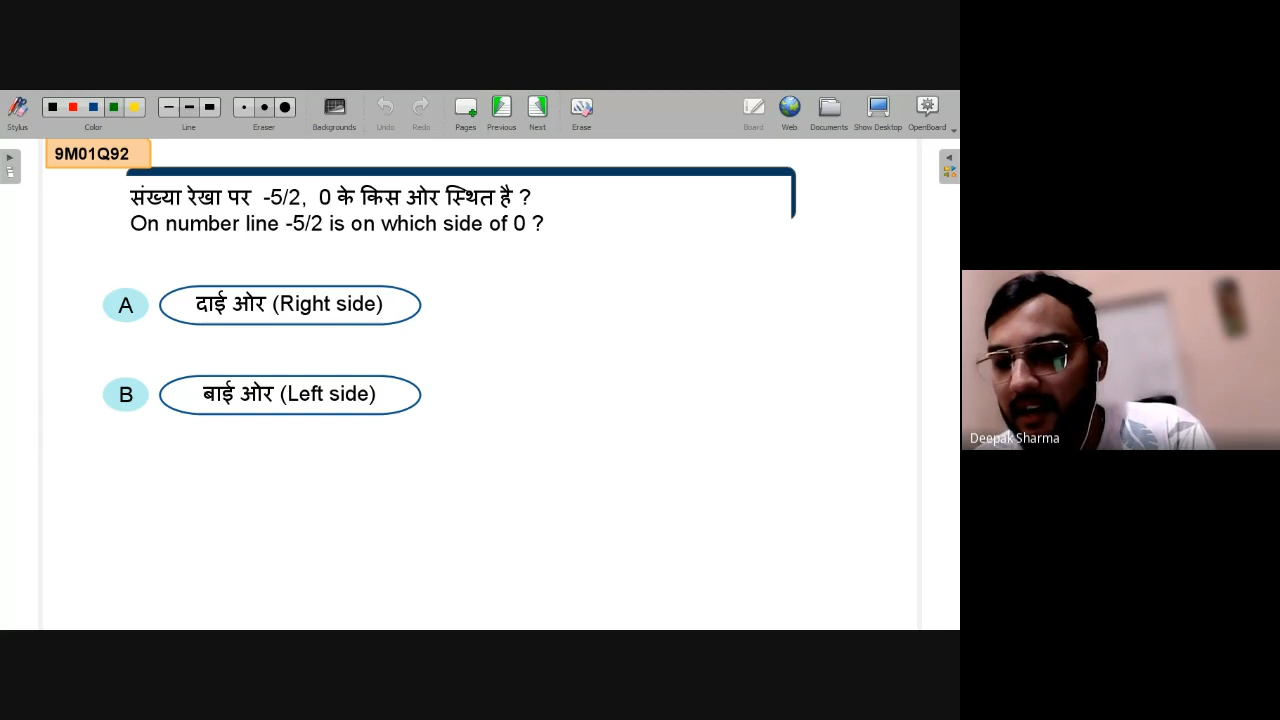 Stylus
Color
Line
Eraser
Backgrounds
Undo
Redo
Pages
Previous
Next
Erase
Board
Web
Documents
Show Desktop
OpenBoard
9M01Q92
संख्या रेखा पर -5/2, 0 के किस ओर स्थित है ?
On number line -5/2 is on which side of 0 ?
A
दाई ओर (Right side)
B
बाई ओर (Left side)
Deepak Sharma